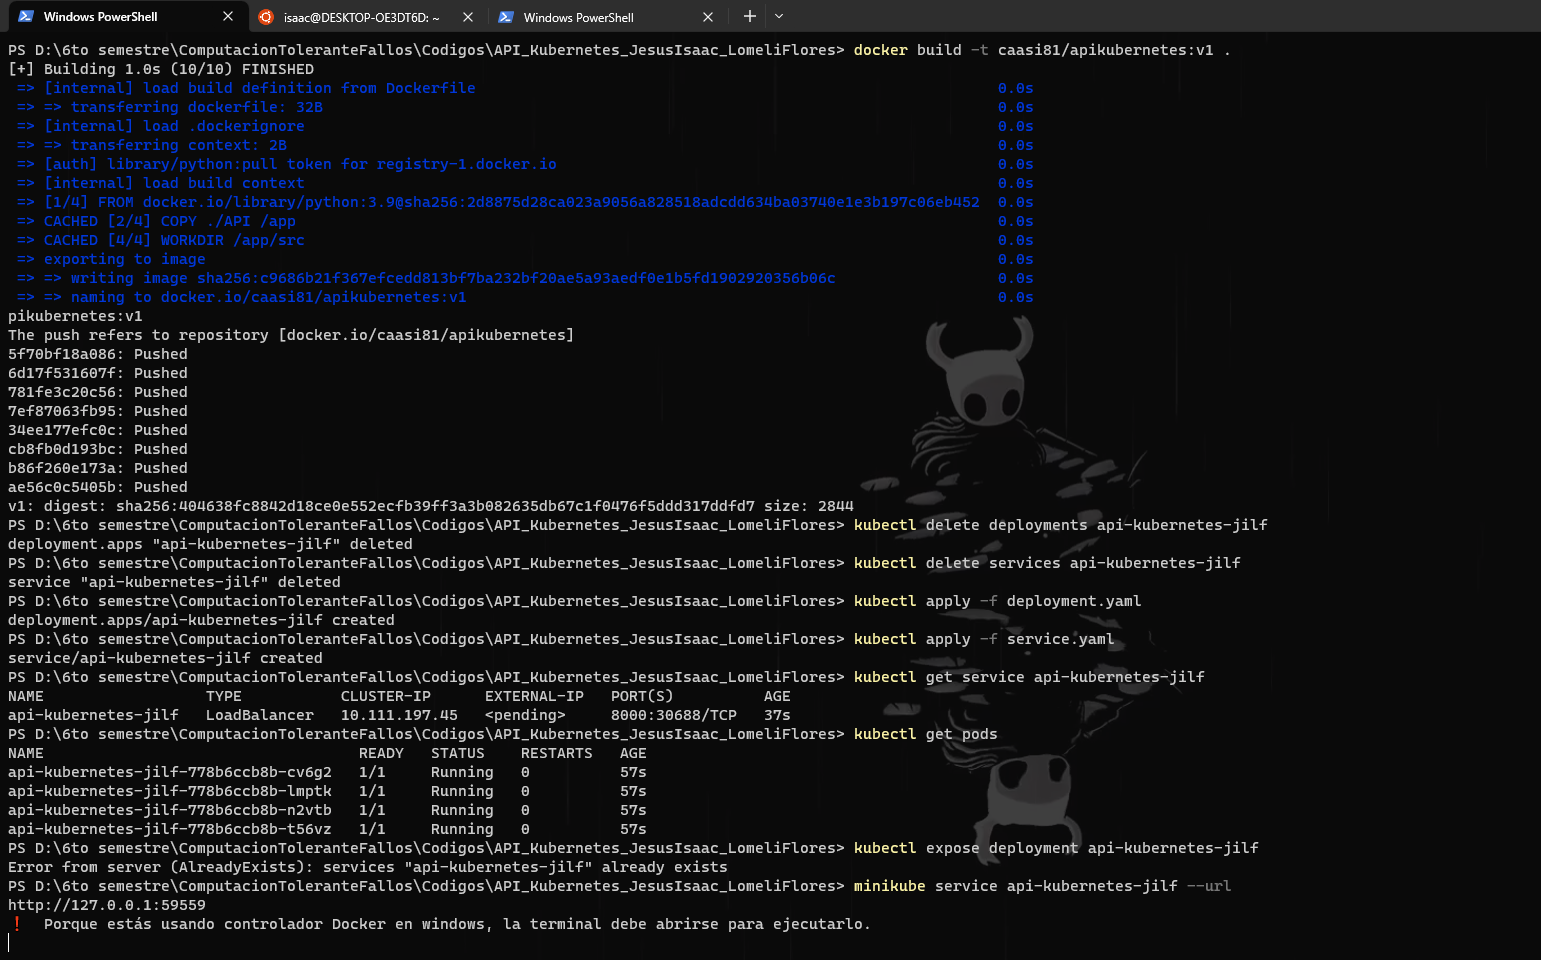 Windows PowerShell
isaac@DESKTOP-OE3DT6D: ~
Windows PowerShell
PS D:\6to semestre\ComputacionToleranteFallos\Codigos\API_Kubernetes_JesusIsaac_LomeliFlores> docker build -t caasi81/apikubernetes:v1 .
[+] Building 1.0s (10/10) FINISHED
=> [internal] load build definition from Dockerfile 0.0s
=> => transferring dockerfile: 32B 0.0s
=> [internal] load .dockerignore 0.0s
=> => transferring context: 2B 0.0s
=> [auth] library/python:pull token for registry-1.docker.io 0.0s
=> [internal] load build context 0.0s
=> [1/4] FROM docker.io/library/python:3.9@sha256:2d8875d28ca023a9056a828518adcdd634ba03740e1e3b197c06eb452 0.0s
=> CACHED [2/4] COPY ./API /app 0.0s
=> CACHED [4/4] WORKDIR /app/src 0.0s
=> exporting to image 0.0s
=> => writing image sha256:c9686b21f367efcedd813bf7ba232bf20ae5a93aedf0e1b5fd1902920356b06c 0.0s
=> => naming to docker.io/caasi81/apikubernetes:v1 0.0s
pikubernetes:v1
The push refers to repository [docker.io/caasi81/apikubernetes]
5f70bf18a086: Pushed
6d17f531607f: Pushed
781fe3c20c56: Pushed
7ef87063fb95: Pushed
34ee177efc0c: Pushed
cb8fb0d193bc: Pushed
b86f260e173a: Pushed
ae56c0c5405b: Pushed
v1: digest: sha256:404638fc8842d18ce0e552ecfb39ff3a3b082635db67c1f0476f5ddd317ddfd7 size: 2844
PS D:\6to semestre\ComputacionToleranteFallos\Codigos\API_Kubernetes_JesusIsaac_LomeliFlores> kubectl delete deployments api-kubernetes-jilf
deployment.apps "api-kubernetes-jilf" deleted
PS D:\6to semestre\ComputacionToleranteFallos\Codigos\API_Kubernetes_JesusIsaac_LomeliFlores> kubectl delete services api-kubernetes-jilf
service "api-kubernetes-jilf" deleted
PS D:\6to semestre\ComputacionToleranteFallos\Codigos\API_Kubernetes_JesusIsaac_LomeliFlores> kubectl apply -f deployment.yaml
deployment.apps/api-kubernetes-jilf created
PS D:\6to semestre\ComputacionToleranteFallos\Codigos\API_Kubernetes_JesusIsaac_LomeliFlores> kubectl apply -f service.yaml
service/api-kubernetes-jilf created
PS D:\6to semestre\ComputacionToleranteFallos\Codigos\API_Kubernetes_JesusIsaac_LomeliFlores> kubectl get service api-kubernetes-jilf
NAME TYPE CLUSTER-IP EXTERNAL-IP PORT(S) AGE
api-kubernetes-jilf LoadBalancer 10.111.197.45 <pending> 8000:30688/TCP 37s
PS D:\6to semestre\ComputacionToleranteFallos\Codigos\API_Kubernetes_JesusIsaac_LomeliFlores> kubectl get pods
NAME READY STATUS RESTARTS AGE
api-kubernetes-jilf-778b6ccb8b-cv6g2 1/1 Running 0 57s
api-kubernetes-jilf-778b6ccb8b-lmptk 1/1 Running 0 57s
api-kubernetes-jilf-778b6ccb8b-n2vtb 1/1 Running 0 57s
api-kubernetes-jilf-778b6ccb8b-t56vz 1/1 Running 0 57s
PS D:\6to semestre\ComputacionToleranteFallos\Codigos\API_Kubernetes_JesusIsaac_LomeliFlores> kubectl expose deployment api-kubernetes-jilf
Error from server (AlreadyExists): services "api-kubernetes-jilf" already exists
PS D:\6to semestre\ComputacionToleranteFallos\Codigos\API_Kubernetes_JesusIsaac_LomeliFlores> minikube service api-kubernetes-jilf --url
http://127.0.0.1:59559
! Porque estás usando controlador Docker en windows, la terminal debe abrirse para ejecutarlo.